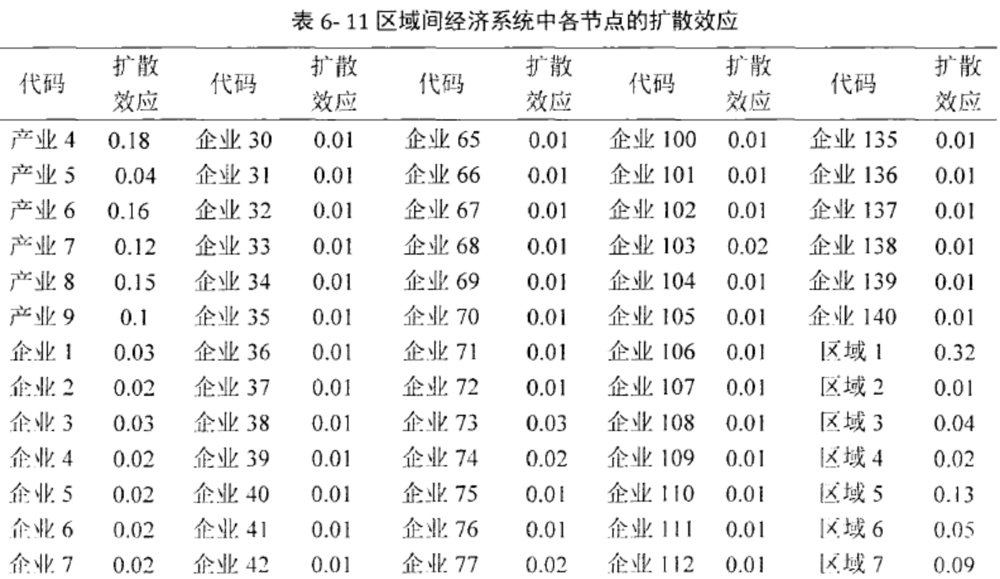 表 6- 11 区域间经济系统中各节点的扩散效应
代码 扩散效应 代码 扩散效应 代码 扩散效应 代码 扩散效应 代码 扩散效应
产业 4 0.18 企业 30 0.01 企业 65 0.01 企业 100 0.01 企业 135 0.01
产业 5 0.04 企业 31 0.01 企业 66 0.01 企业 101 0.01 企业 136 0.01
产业 6 0.16 企业 32 0.01 企业 67 0.01 企业 102 0.01 企业 137 0.01
产业 7 0.12 企业 33 0.01 企业 68 0.01 企业 103 0.02 企业 138 0.01
产业 8 0.15 企业 34 0.01 企业 69 0.01 企业 104 0.01 企业 139 0.01
产业 9 0.1 企业 35 0.01 企业 70 0.01 企业 105 0.01 企业 140 0.01
企业 1 0.03 企业 36 0.01 企业 71 0.01 企业 106 0.01 区域 1 0.32
企业 2 0.02 企业 37 0.01 企业 72 0.01 企业 107 0.01 区域 2 0.01
企业 3 0.03 企业 38 0.01 企业 73 0.03 企业 108 0.01 区域 3 0.04
企业 4 0.02 企业 39 0.01 企业 74 0.02 企业 109 0.01 区域 4 0.02
企业 5 0.02 企业 40 0.01 企业 75 0.01 企业 110 0.01 区域 5 0.13
企业 6 0.02 企业 41 0.01 企业 76 0.01 企业 111 0.01 区域 6 0.05
企业 7 0.02 企业 42 0.01 企业 77 0.02 企业 112 0.01 区域 7 0.09